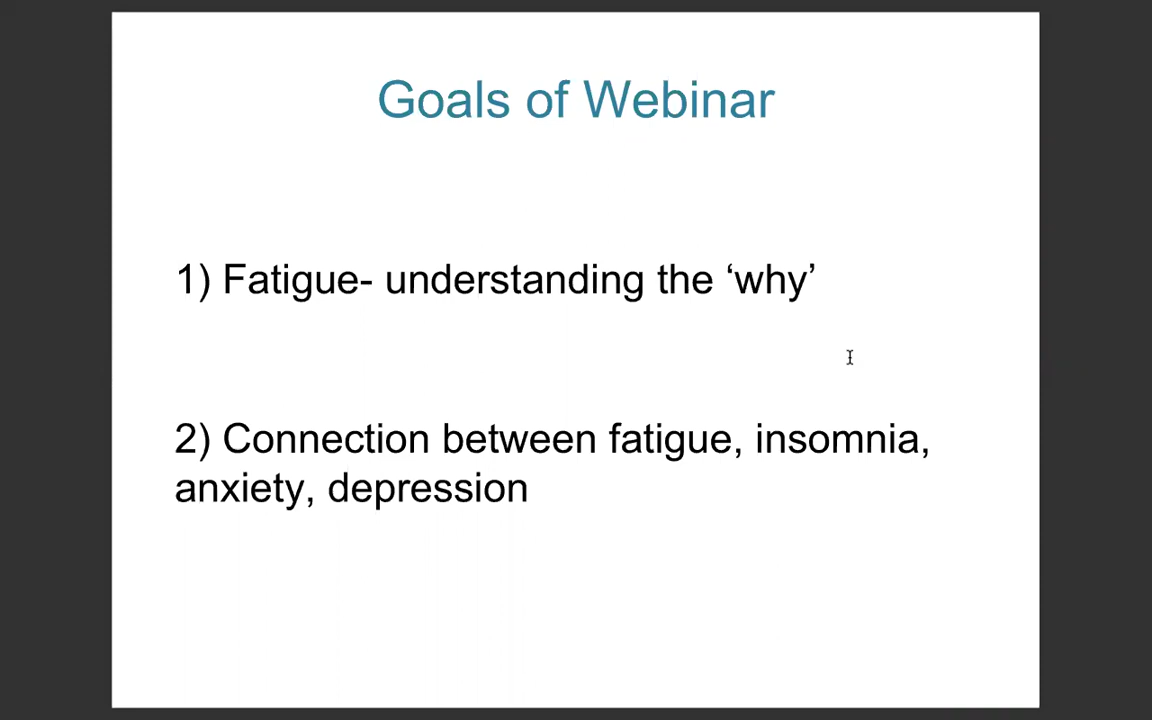 Goals of Webinar
1) Fatigue- understanding the ‘why’
2) Connection between fatigue, insomnia,
anxiety, depression